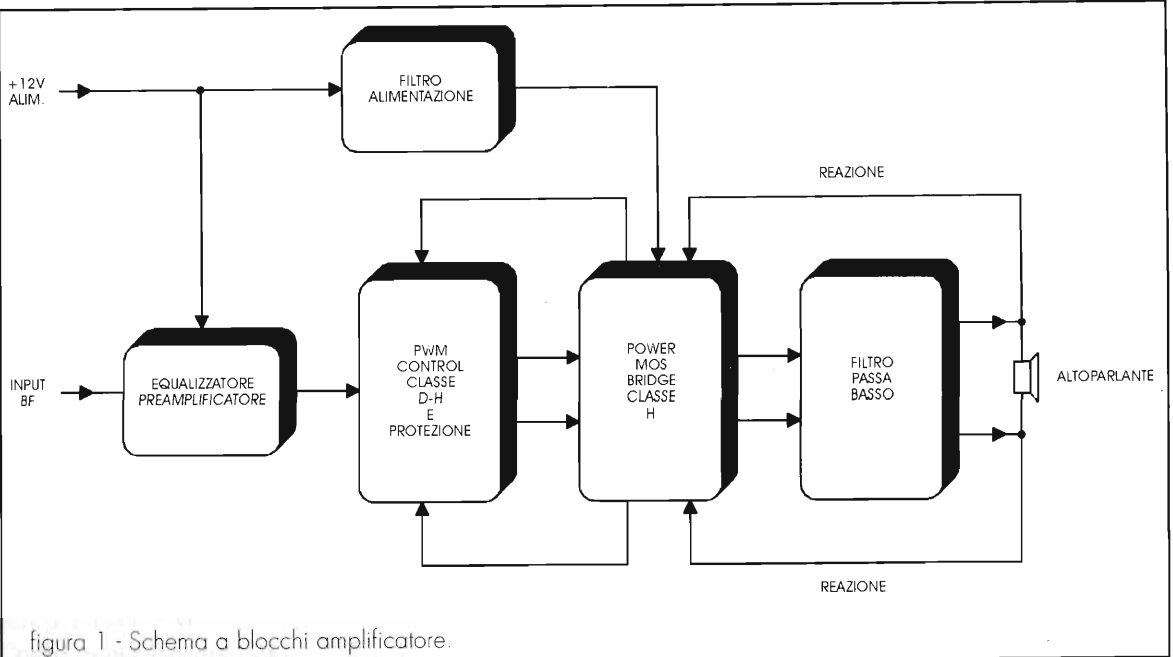 +12V
ALIM.
FILTRO
ALIMENTAZIONE
REAZIONE
INPUT
BF
EQUALIZZATORE
PREAMPLIFICATORE
PWM
CONTROL
CLASSE
D-H
E
PROTEZIONE
POWER
MOS
BRIDGE
CLASSE
H
FILTRO
PASSA
BASSO
ALTOPARLANTE
REAZIONE
figura 1 - Schema a blocchi amplificatore.